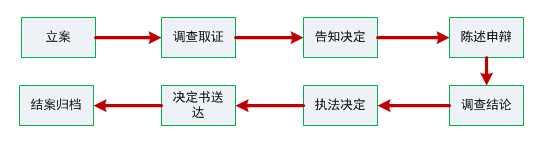 立案
调查取证
告知决定
陈述申辩
调查结论
执法决定
决定书送
达
结案归档